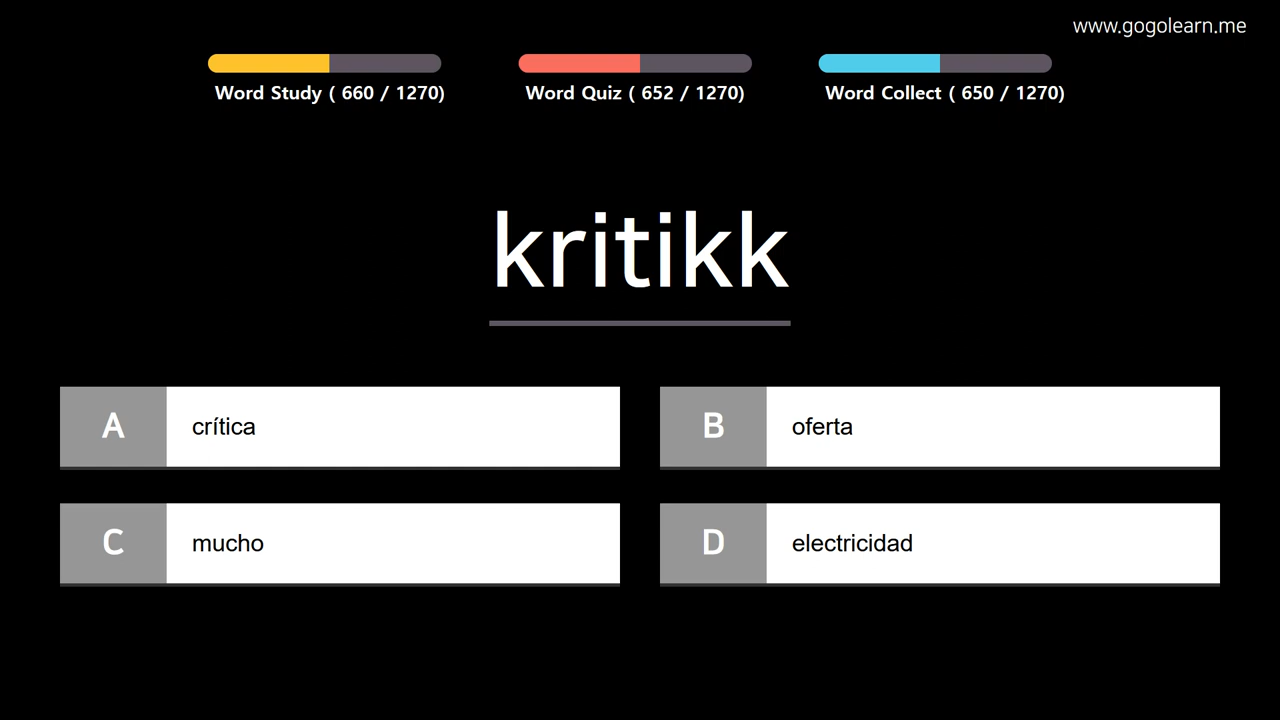 www.gogolearn.me
Word Study ( 660 / 1270)
Word Quiz ( 652 / 1270)
Word Collect ( 650 / 1270)
kritikk
A crítica
B oferta
C mucho
D electricidad